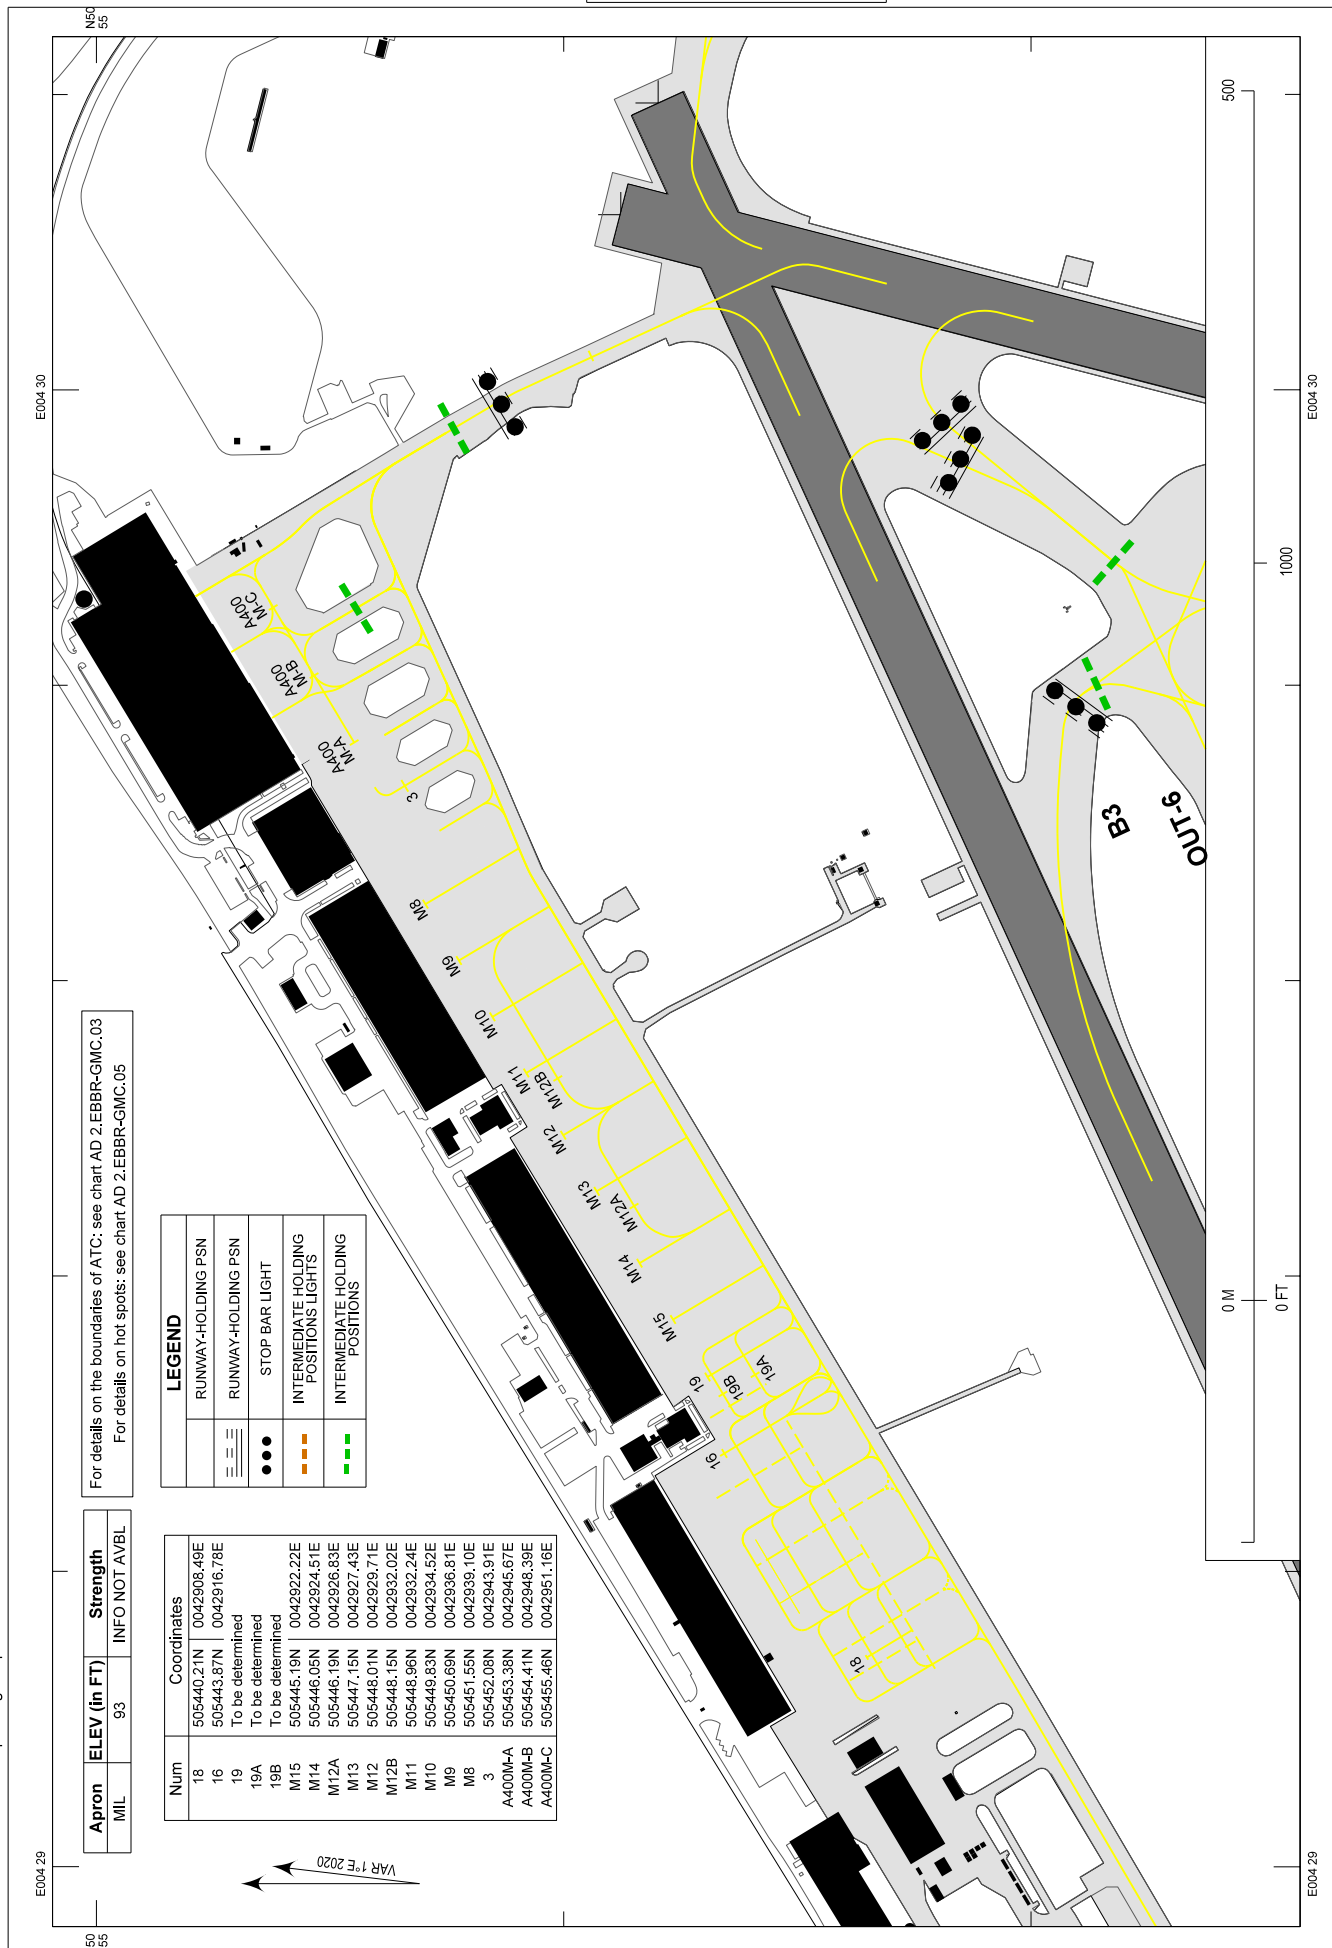 For details on the boundaries of ATC: see chart AD 2.EBBR-GMC.03
For details on hot spots: see chart AD 2.EBBR-GMC.05
Apron ELEV (in FT) Strength
MIL 93 INFO NOT AVBL
LEGEND
RUNWAY-HOLDING PSN
RUNWAY-HOLDING PSN
STOP BAR LIGHT
INTERMEDIATE HOLDING
POSITIONS LIGHTS
INTERMEDIATE HOLDING
POSITIONS
Num Coordinates
18 505440.21N 0042908.49E
16 505443.87N 0042916.78E
19 To be determined
19A To be determined
19B To be determined
M15 505445.19N 0042922.22E
M14 505446.05N 0042924.51E
M12A 505446.19N 0042926.83E
M13 505447.15N 0042927.43E
M12 505448.01N 0042929.71E
M12B 505448.15N 0042932.02E
M11 505448.96N 0042932.24E
M10 505449.83N 0042934.52E
M9 505450.69N 0042936.81E
M8 505451.55N 0042939.10E
3 505452.08N 0042943.91E
A400M-A 505453.38N 0042945.67E
A400M-B 505454.41N 0042948.39E
A400M-C 505455.46N 0042951.16E
VAR 1°E 2020
50
55
N50
55
E004 29
E004 30
E004 29
E004 30
A400
M-C
A400
M-B
A400
M-A
3
M8
M9
M10
M11
M12B
M12
M13
M12A
M14
M15
19
19B
19A
16
18
B3
OUT-6
0 M
500
0 FT
1000